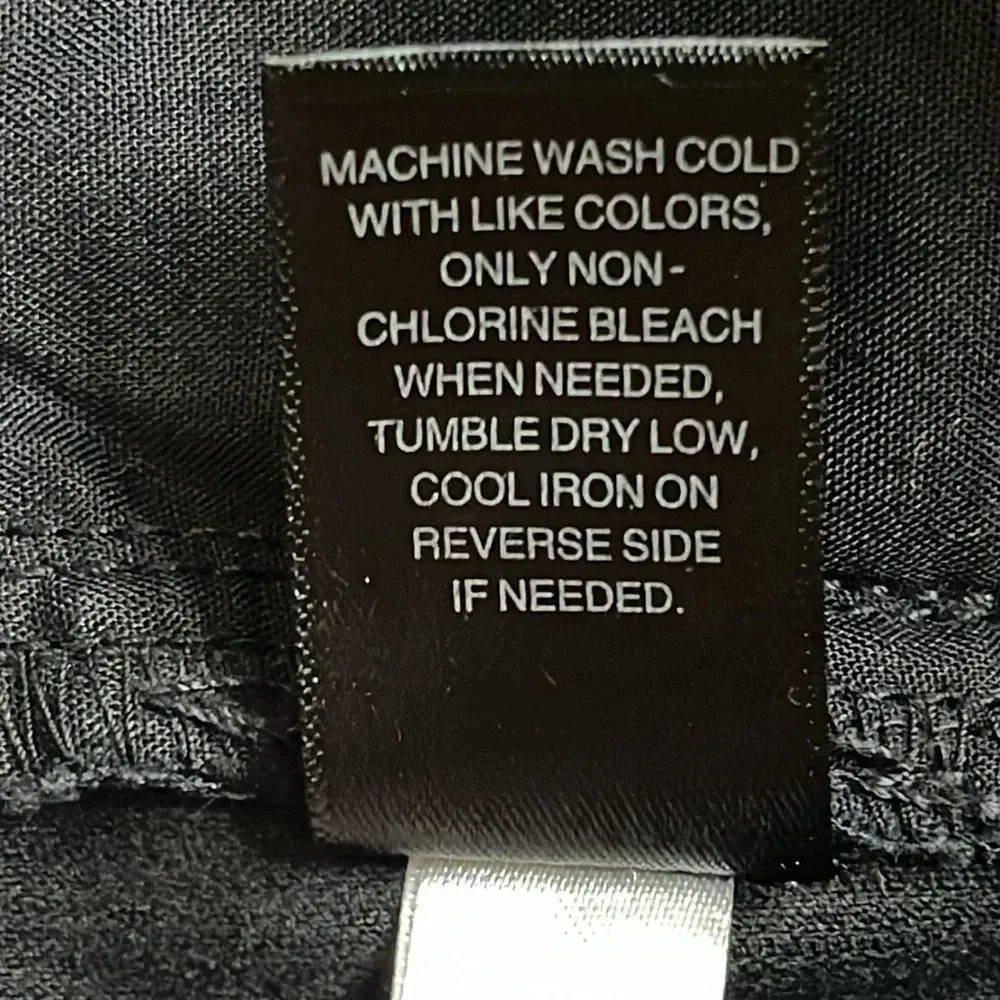 MACHINE WASH COLD
WITH LIKE COLORS,
ONLY NON-
CHLORINE BLEACH
WHEN NEEDED,
TUMBLE DRY LOW,
COOL IRON ON
REVERSE SIDE
IF NEEDED.